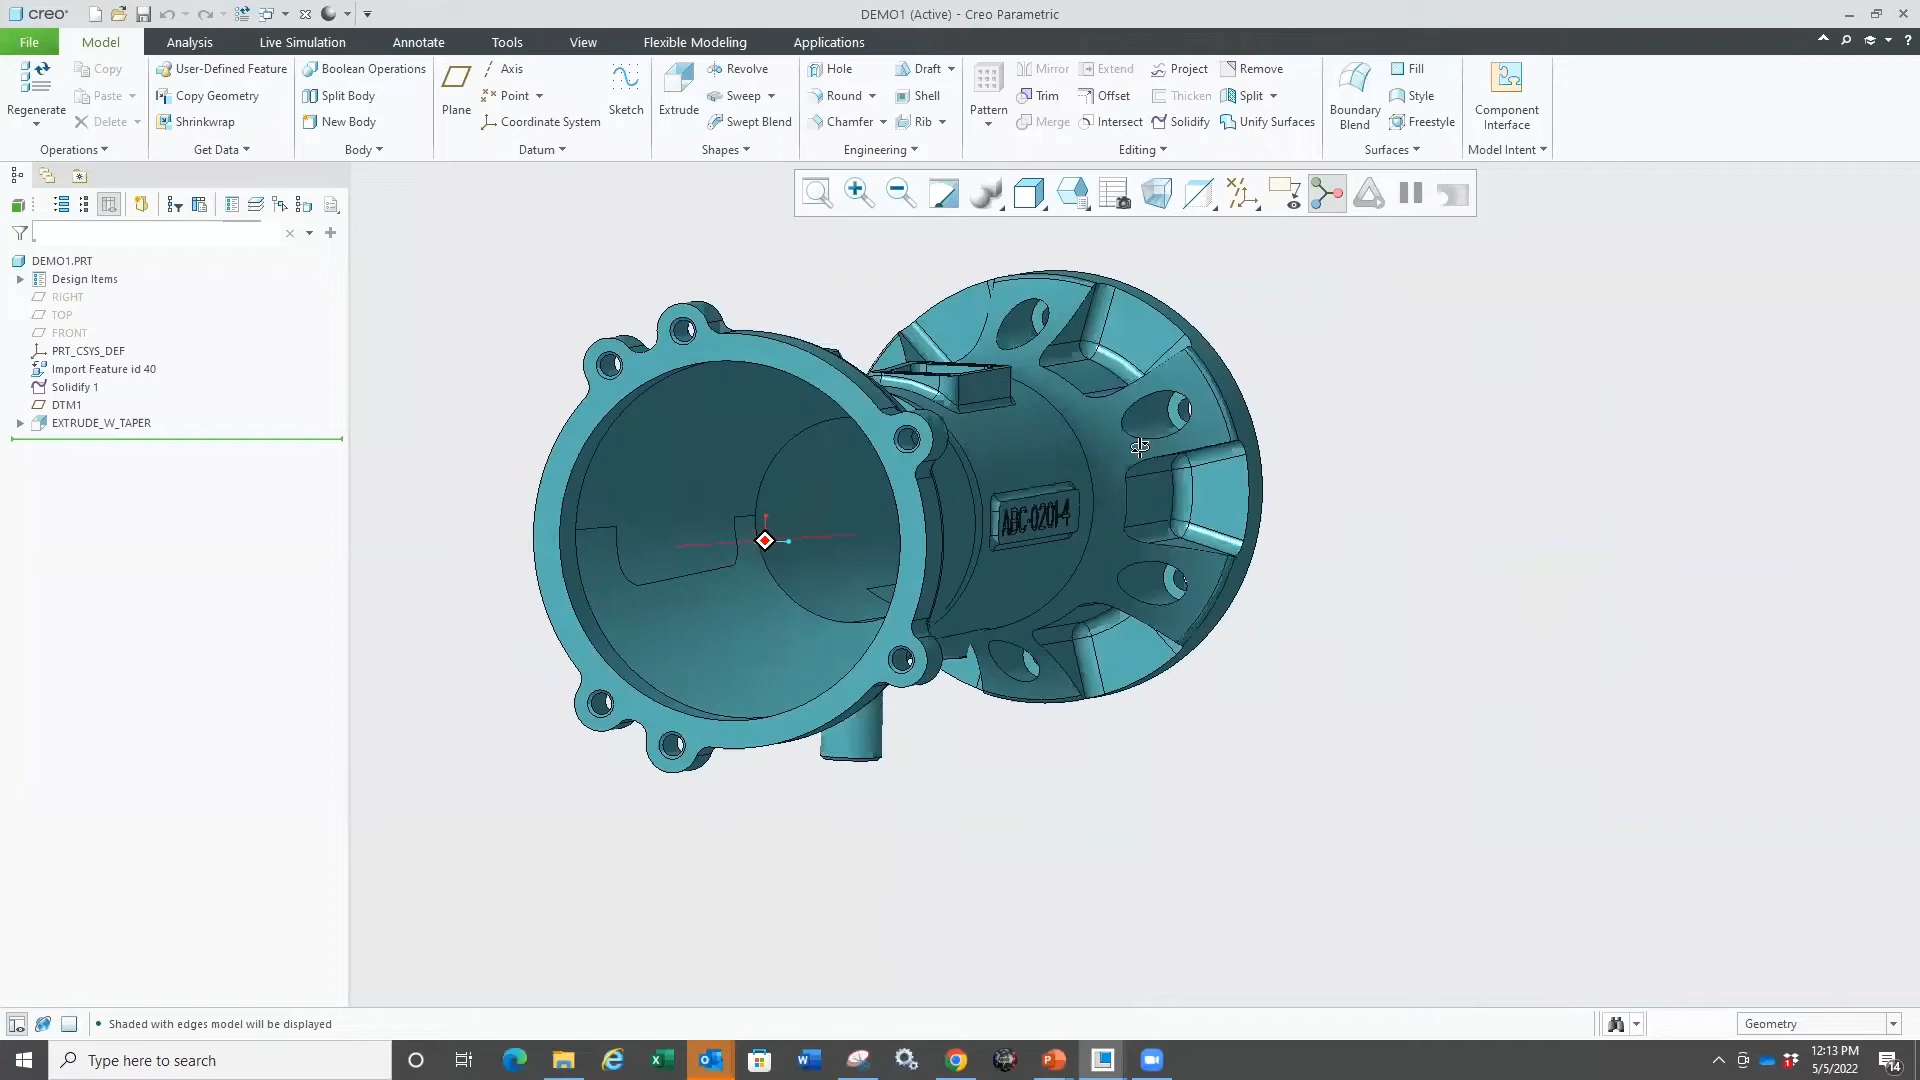 creo
DEMO1 (Active) - Creo Parametric
File Model Analysis Live Simulation Annotate Tools View Flexible Modeling Applications
Regenerate
Copy
Paste
Delete
Operations
User-Defined Feature
Copy Geometry
Shrinkwrap
Get Data
Boolean Operations
Split Body
New Body
Body
Plane
Axis
Point
Coordinate System
Sketch
Datum
Extrude
Revolve
Sweep
Swept Blend
Shapes
Hole
Round
Chamfer
Draft
Shell
Rib
Engineering
Pattern
Mirror
Trim
Merge
Extend
Offset
Intersect
Project
Thicken
Solidify
Remove
Split
Unify Surfaces
Editing
Boundary
Blend
Fill
Style
Freestyle
Surfaces
Component
Interface
Model Intent
DEMO1.PRT
Design Items
RIGHT
TOP
FRONT
PRT_CSYS_DEF
Import Feature id 40
Solidify 1
DTM1
EXTRUDE_W_TAPER
ABC-0201-4
Shaded with edges model will be displayed
Geometry
Type here to search
12:13 PM
5/5/2022
14